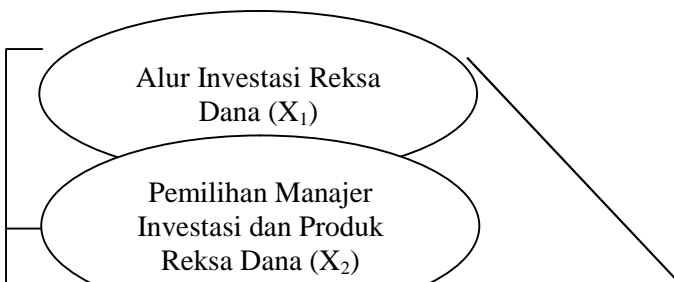 Alur Investasi Reksa
Dana (X₁)
Pemilihan Manajer
Investasi dan Produk
Reksa Dana (X₂)